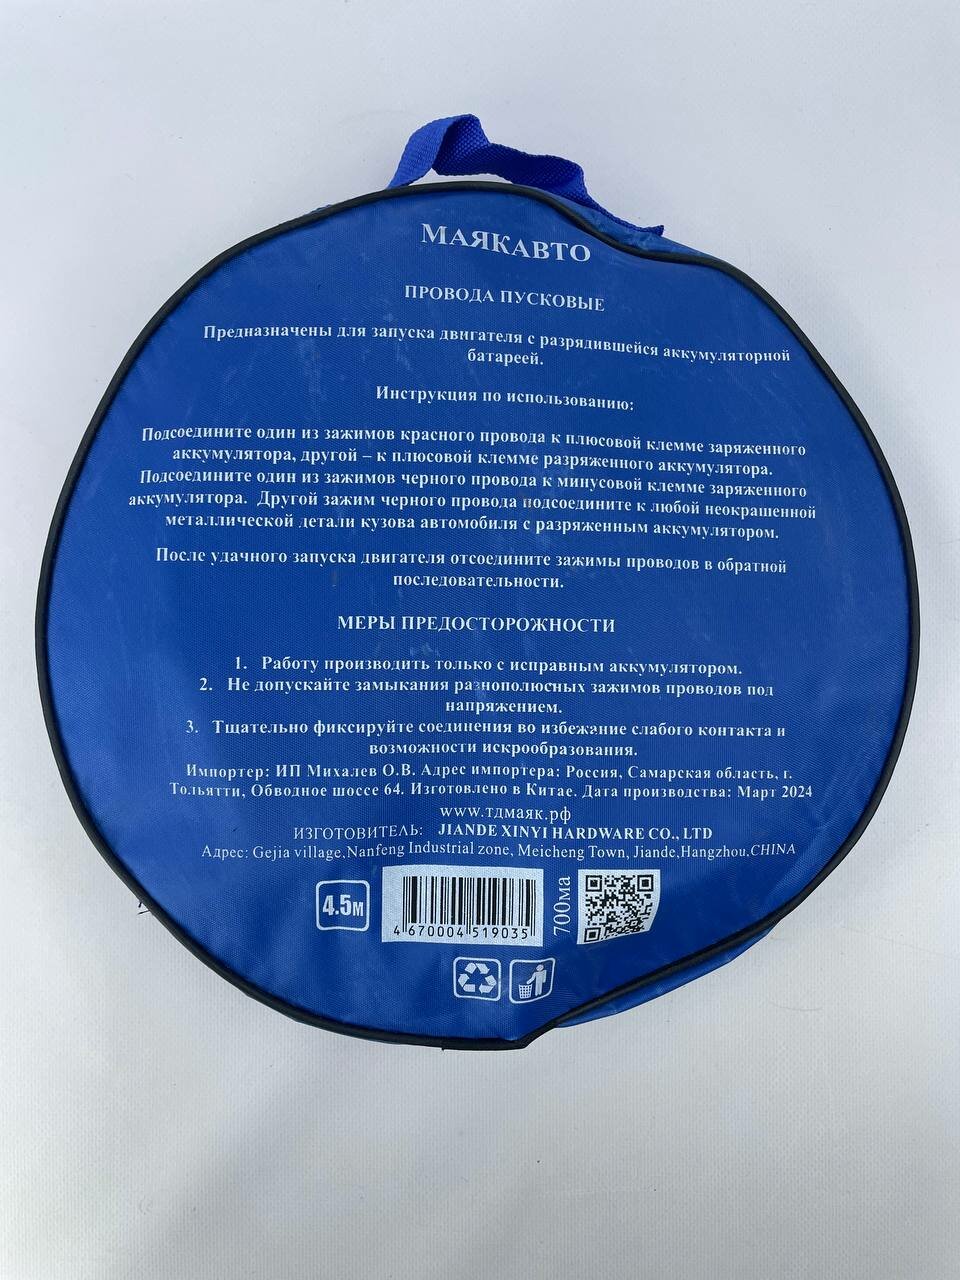 МАЯКАВТО
ПРОВОДА ПУСКОВЫЕ
Предназначены для запуска двигателя с разрядившейся аккумуляторной
батареей.
Инструкция по использованию:
Подсоедините один из зажимов красного провода к плюсовой клемме заряженного
аккумулятора, другой – к плюсовой клемме разряженного аккумулятора.
Подсоедините один из зажимов черного провода к минусовой клемме заряженного
аккумулятора. Другой зажим черного провода подсоедините к любой неокрашенной
металлической детали кузова автомобиля с разряженным аккумулятором.
После удачного запуска двигателя отсоедините зажимы проводов в обратной
последовательности.
МЕРЫ ПРЕДОСТОРОЖНОСТИ
1. Работу производить только с исправным аккумулятором.
2. Не допускайте замыкания разнополюсных зажимов проводов под
напряжением.
3. Тщательно фиксируйте соединения во избежание слабого контакта и
возможности искрообразования.
Импортер: ИП Михалев О.В. Адрес импортера: Россия, Самарская область, г.
Тольятти, Обводное шоссе 64. Изготовлено в Китае. Дата производства: Март 2024
www.тдмаяк.рф
ИЗГОТОВИТЕЛЬ: JIANDE XINYI HARDWARE CO., LTD
Адрес: Gejia village,Nanfeng Industrial zone, Meicheng Town, Jiande,Hangzhou,CHINA
4.5м
4 670004 519035
700ма